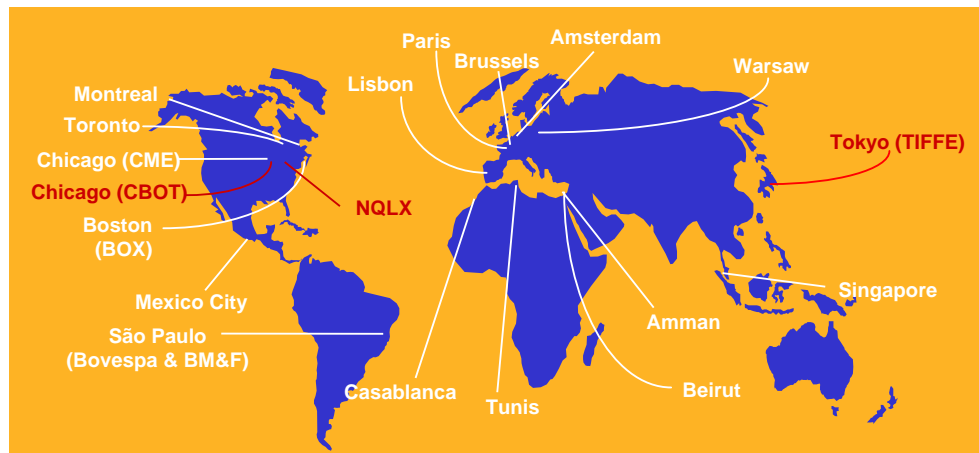 Paris
Amsterdam
Brussels
Warsaw
Lisbon
Montreal
Toronto
Tokyo (TIFFE)
Chicago (CME)
Chicago (CBOT)
NQLX
Boston
(BOX)
Mexico City
Singapore
São Paulo
(Bovespa & BM&F)
Amman
Casablanca
Tunis
Beirut